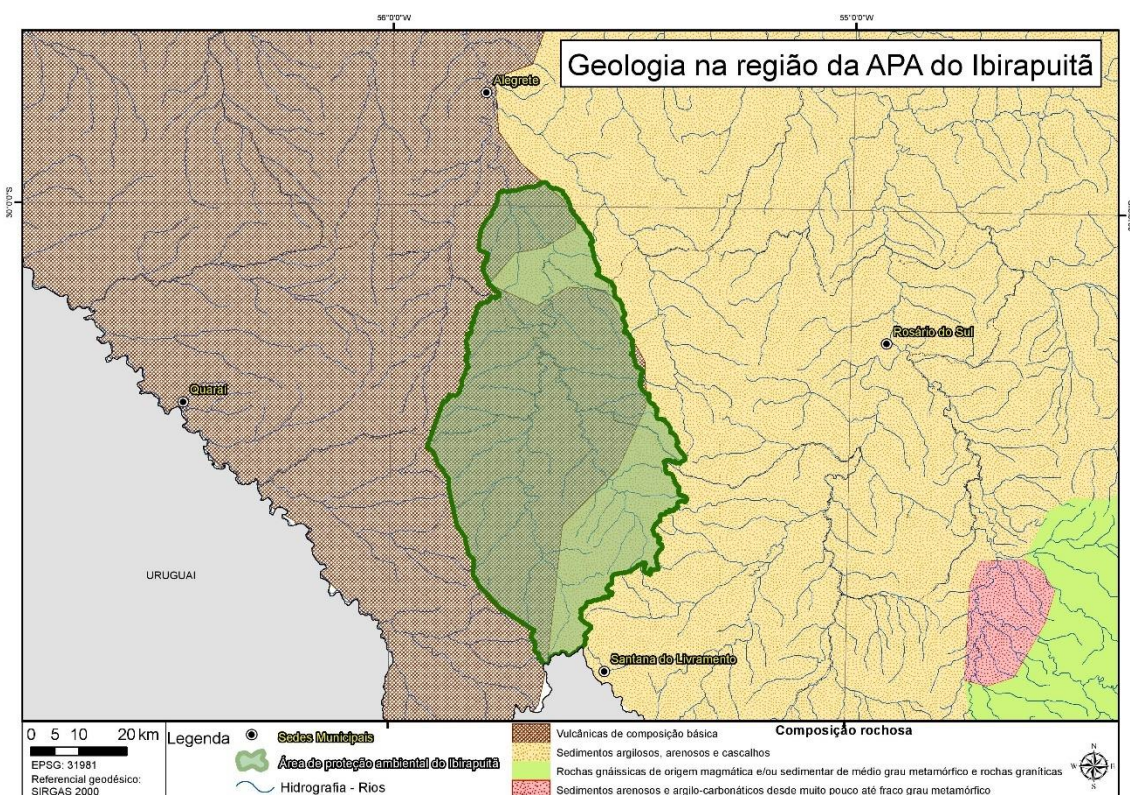 56°0'0"W
55°0'0"W
Geologia na região da APA do Ibirapuitã
Alegrete
30°0'0"S
Rosário do Sul
Quaraí
URUGUAI
Santana do Livramento
0 5 10 20 km
EPSG: 31981
Referencial geodésico:
SIRGAS 2000
Legenda
Sedes Municipais
Área de proteção ambiental do Ibirapuitã
Hidrografia - Rios
Composição rochosa
Vulcânicas de composição básica
Sedimentos argilosos, arenosos e cascalhos
Rochas gnáissicas de origem magmática e/ou sedimentar de médio grau metamórfico e rochas graníticas
Sedimentos arenosos e argilo-carbonáticos desde muito pouco até fraco grau metamórfico
N
W E
S